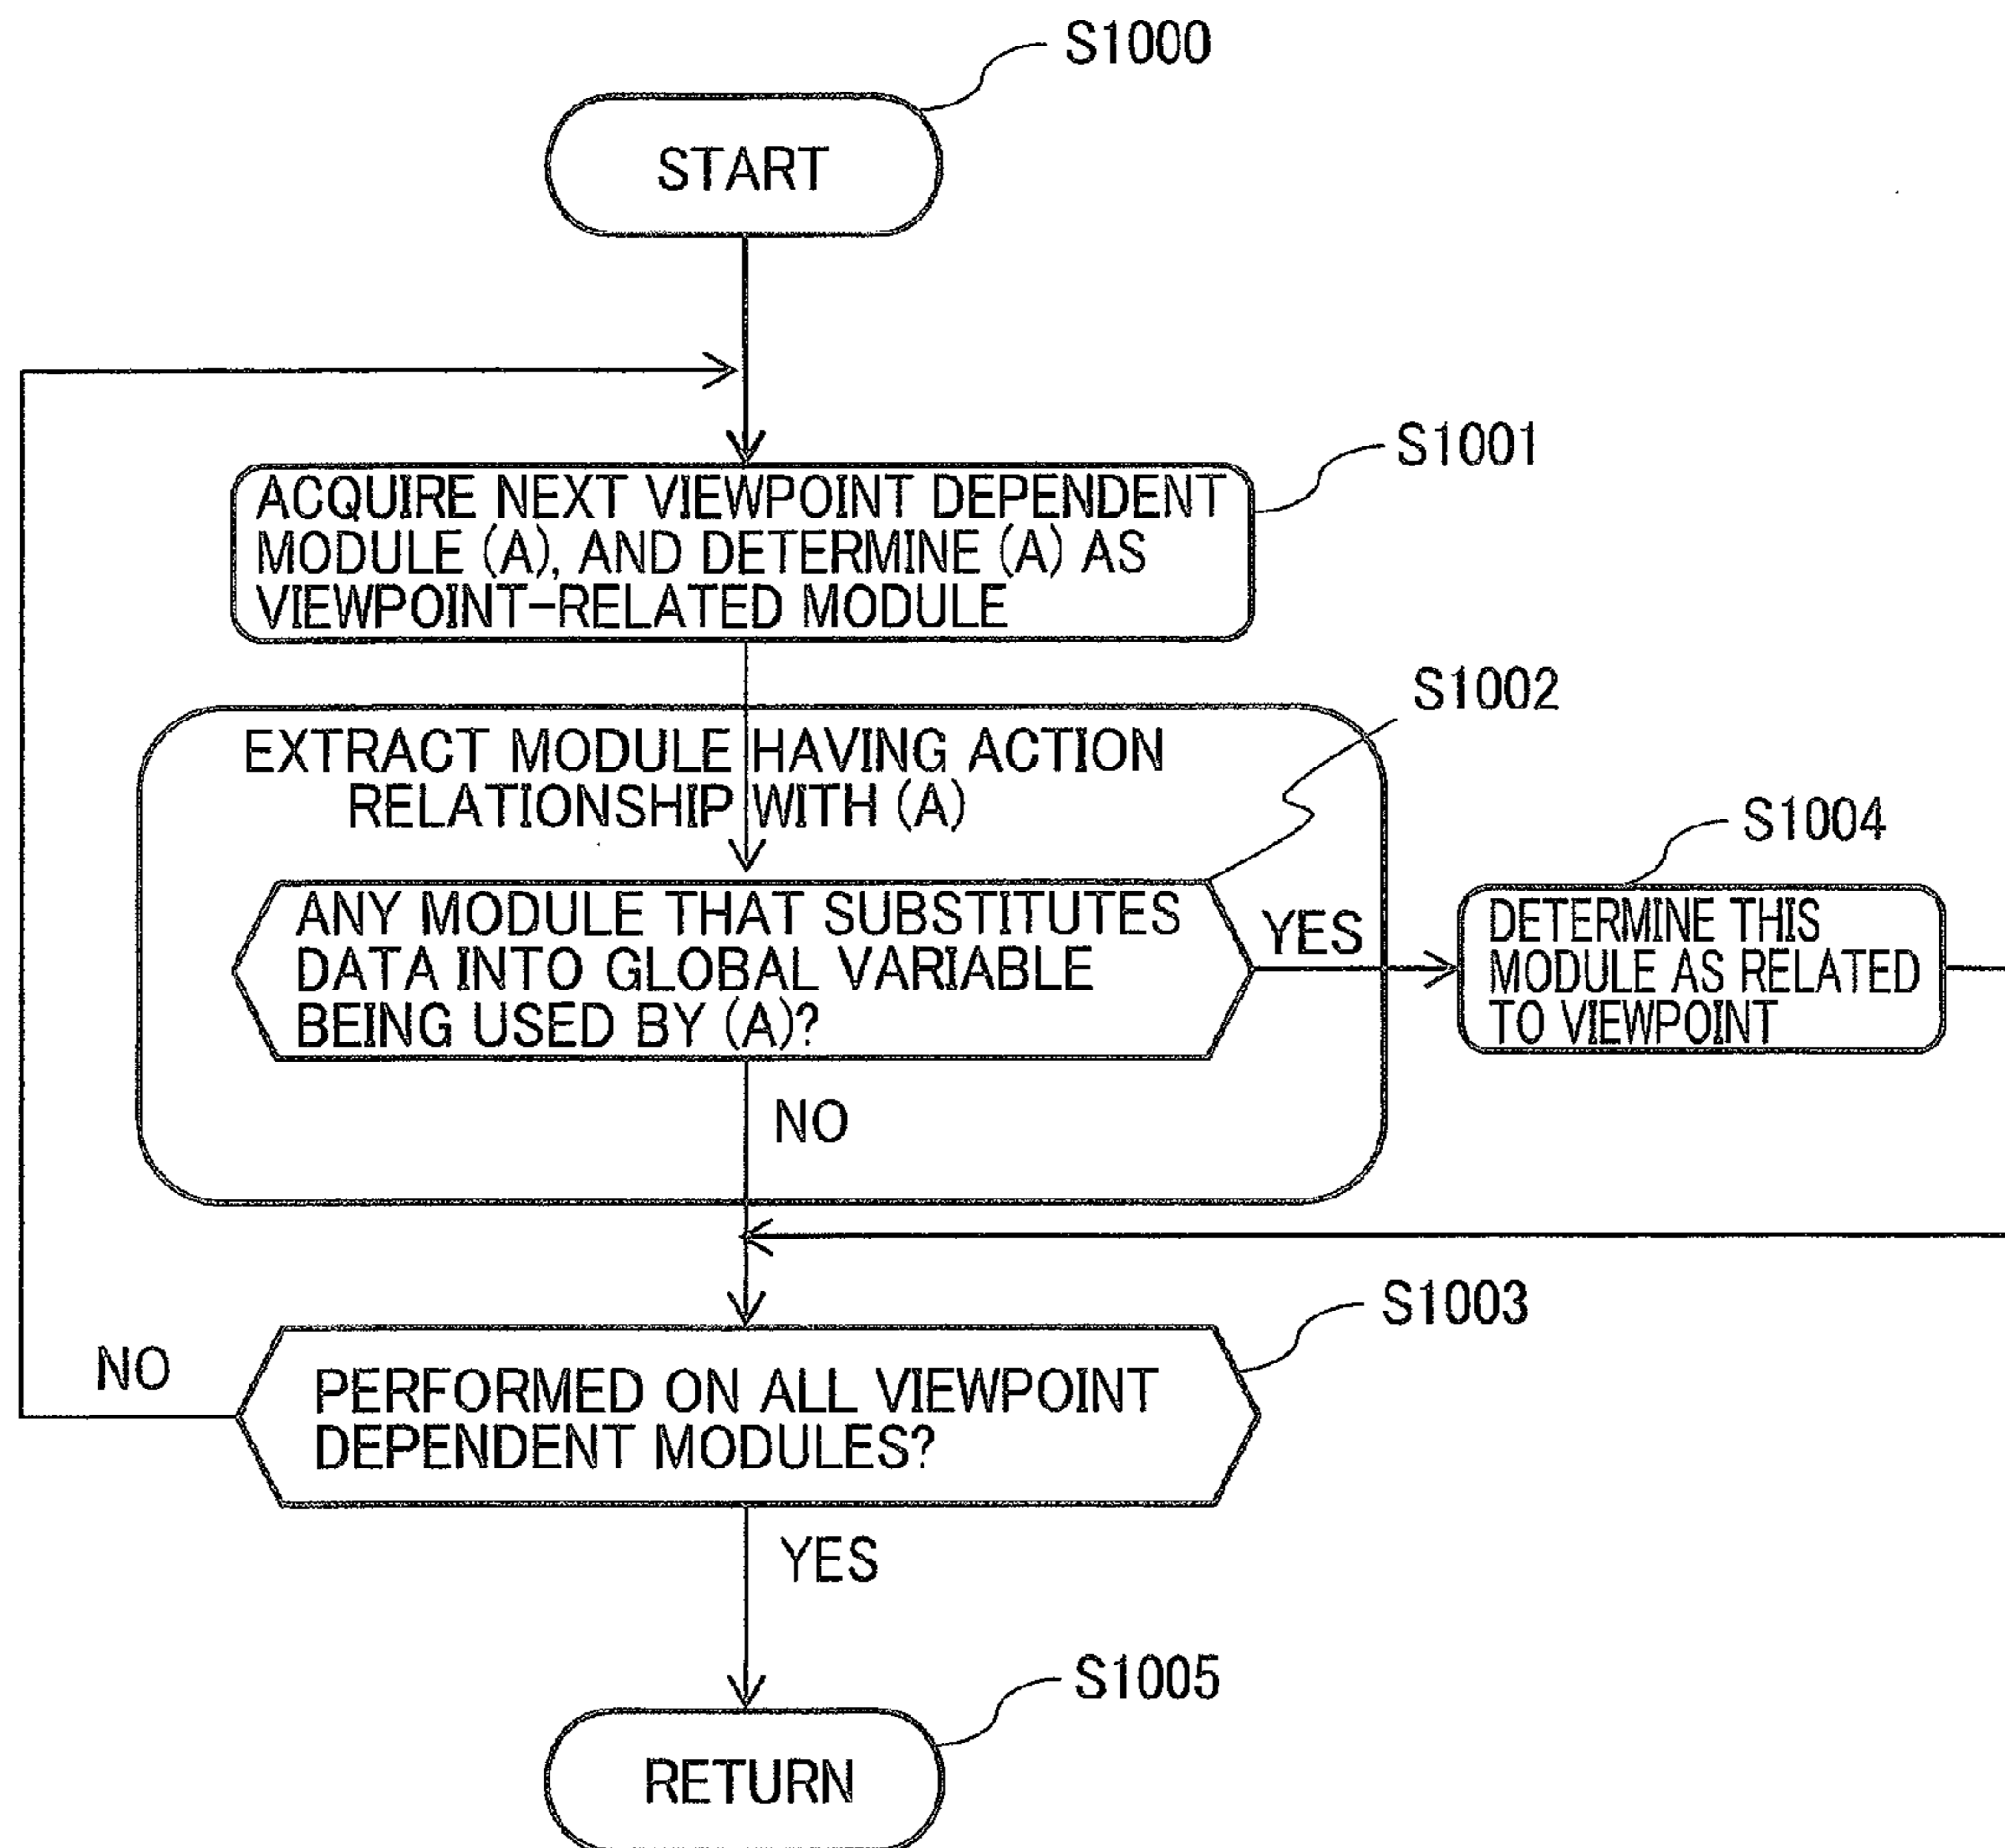 S1000
START
S1001
ACQUIRE NEXT VIEWPOINT DEPENDENT
MODULE (A), AND DETERMINE (A) AS
VIEWPOINT-RELATED MODULE
S1002
EXTRACT MODULE HAVING ACTION
RELATIONSHIP WITH (A)
S1004
ANY MODULE THAT SUBSTITUTES
DATA INTO GLOBAL VARIABLE
BEING USED BY (A)?
YES
DETERMINE THIS
MODULE AS RELATED
TO VIEWPOINT
NO
S1003
NO
PERFORMED ON ALL VIEWPOINT
DEPENDENT MODULES?
YES
S1005
RETURN